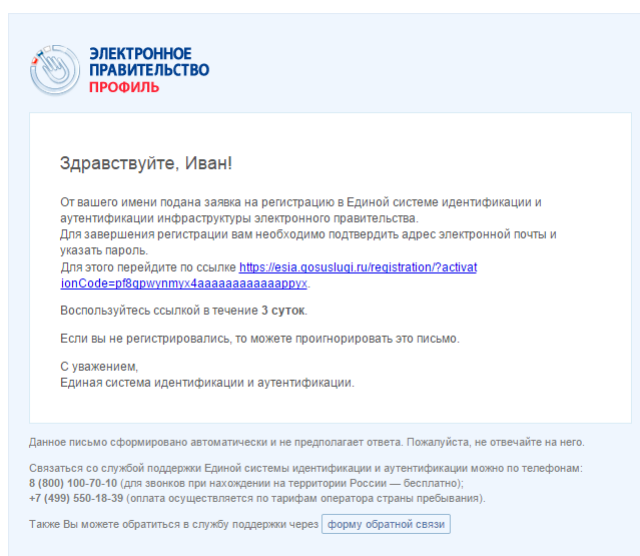 ЭЛЕКТРОННОЕ
ПРАВИТЕЛЬСТВО
ПРОФИЛЬ
Здравствуйте, Иван!
От вашего имени подана заявка на регистрацию в Единой системе идентификации и
аутентификации инфраструктуры электронного правительства.
Для завершения регистрации вам необходимо подтвердить адрес электронной почты и
указать пароль.
Для этого перейдите по ссылке https://esia.gosuslugi.ru/registration/?activat
ionCode=pf8gpwynmyx4aaaaaaaaaaaappyx.
Воспользуйтесь ссылкой в течение 3 суток.
Если вы не регистрировались, то можете проигнорировать это письмо.
С уважением,
Единая система идентификации и аутентификации.
Данное письмо сформировано автоматически и не предполагает ответа. Пожалуйста, не отвечайте на него.
Связаться со службой поддержки Единой системы идентификации и аутентификации можно по телефонам:
8 (800) 100-70-10 (для звонков при нахождении на территории России — бесплатно);
+7 (499) 550-18-39 (оплата осуществляется по тарифам оператора страны пребывания).
Также Вы можете обратиться в службу поддержки через форму обратной связи